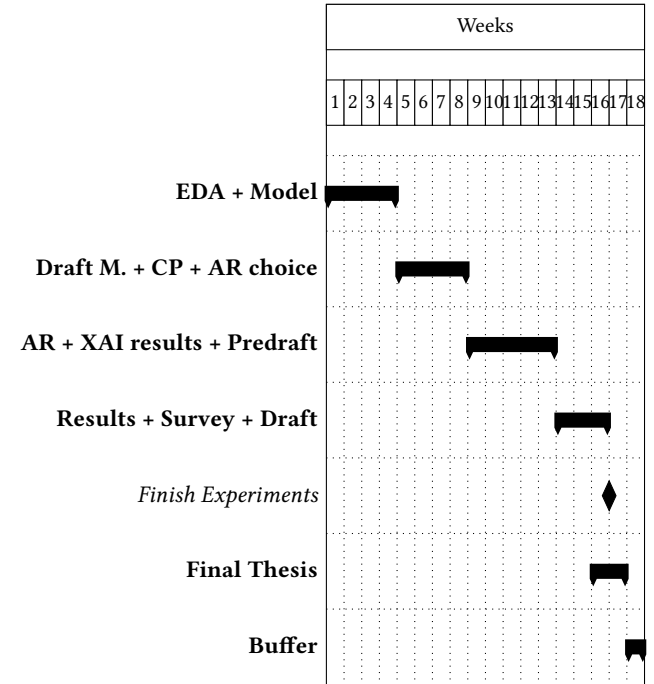 Weeks
1 2 3 4 5 6 7 8 9 10 11 12 13 14 15 16 17 18
EDA + Model
Draft M. + CP + AR choice
AR + XAI results + Predraft
Results + Survey + Draft
Finish Experiments
Final Thesis
Buffer